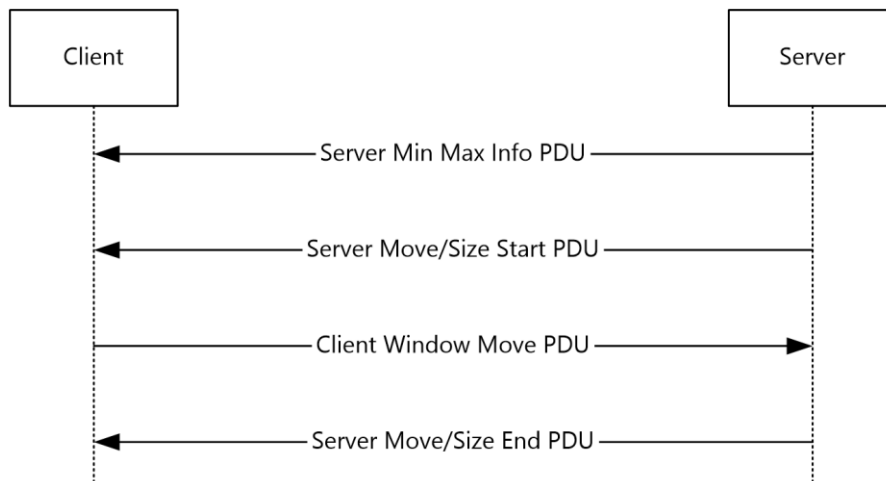 Client
Server
Server Min Max Info PDU
Server Move/Size Start PDU
Client Window Move PDU
Server Move/Size End PDU